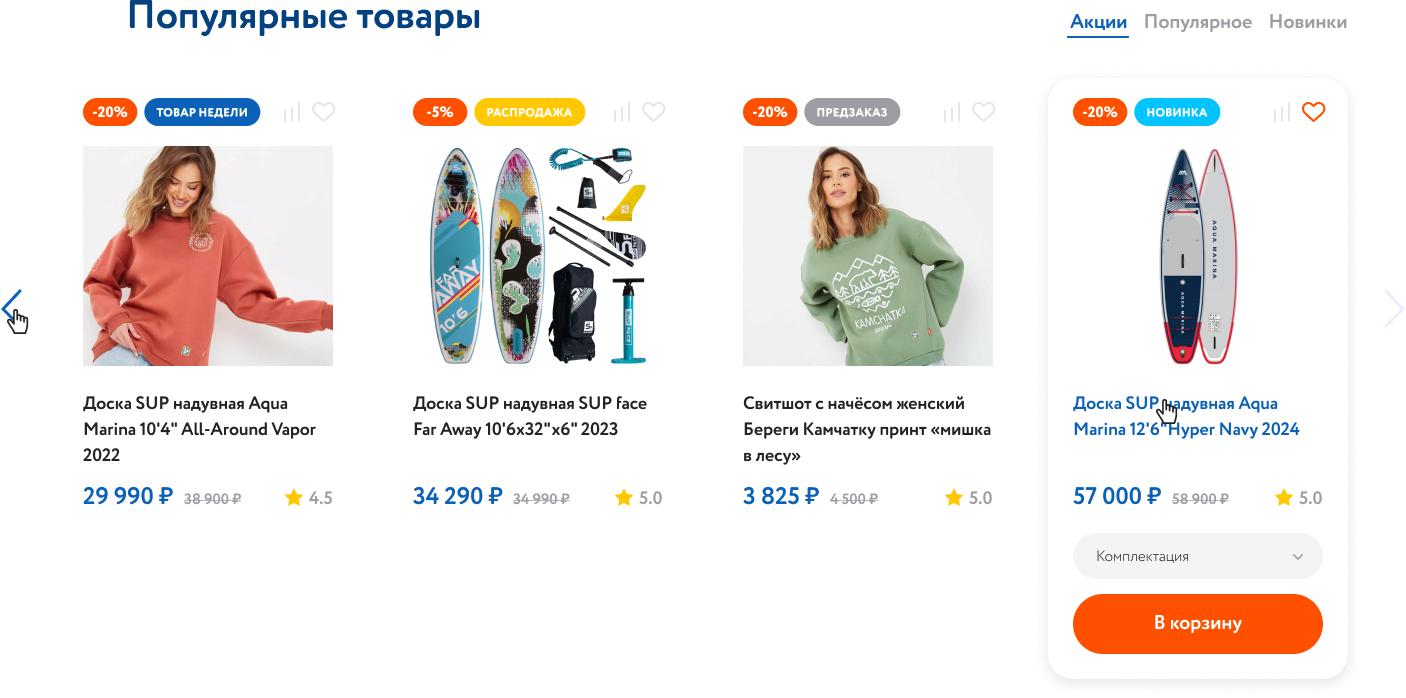 Популярные товары
Акции Популярное Новинки
-20% ТОВАР НЕДЕЛИ
-5% РАСПРОДАЖА
-20% ПРЕДЗАКАЗ
-20% НОВИНКА
FAR
AWAY
10'6
KAMCHATKA
AQUA MARINA
AQUA MARINA
Доска SUP надувная Aqua
Marina 10'4" All-Around Vapor
2022
29 990 ₽ 38 900 ₽ 4.5
Доска SUP надувная SUP face
Far Away 10'6x32"x6" 2023
34 290 ₽ 34 990 ₽ 5.0
Свитшот с начёсом женский
Береги Камчатку принт «мишка
в лесу»
3 825 ₽ 4 500 ₽ 5.0
Доска SUP надувная Aqua
Marina 12'6" Hyper Navy 2024
57 000 ₽ 58 900 ₽ 5.0
Комплектация
В корзину